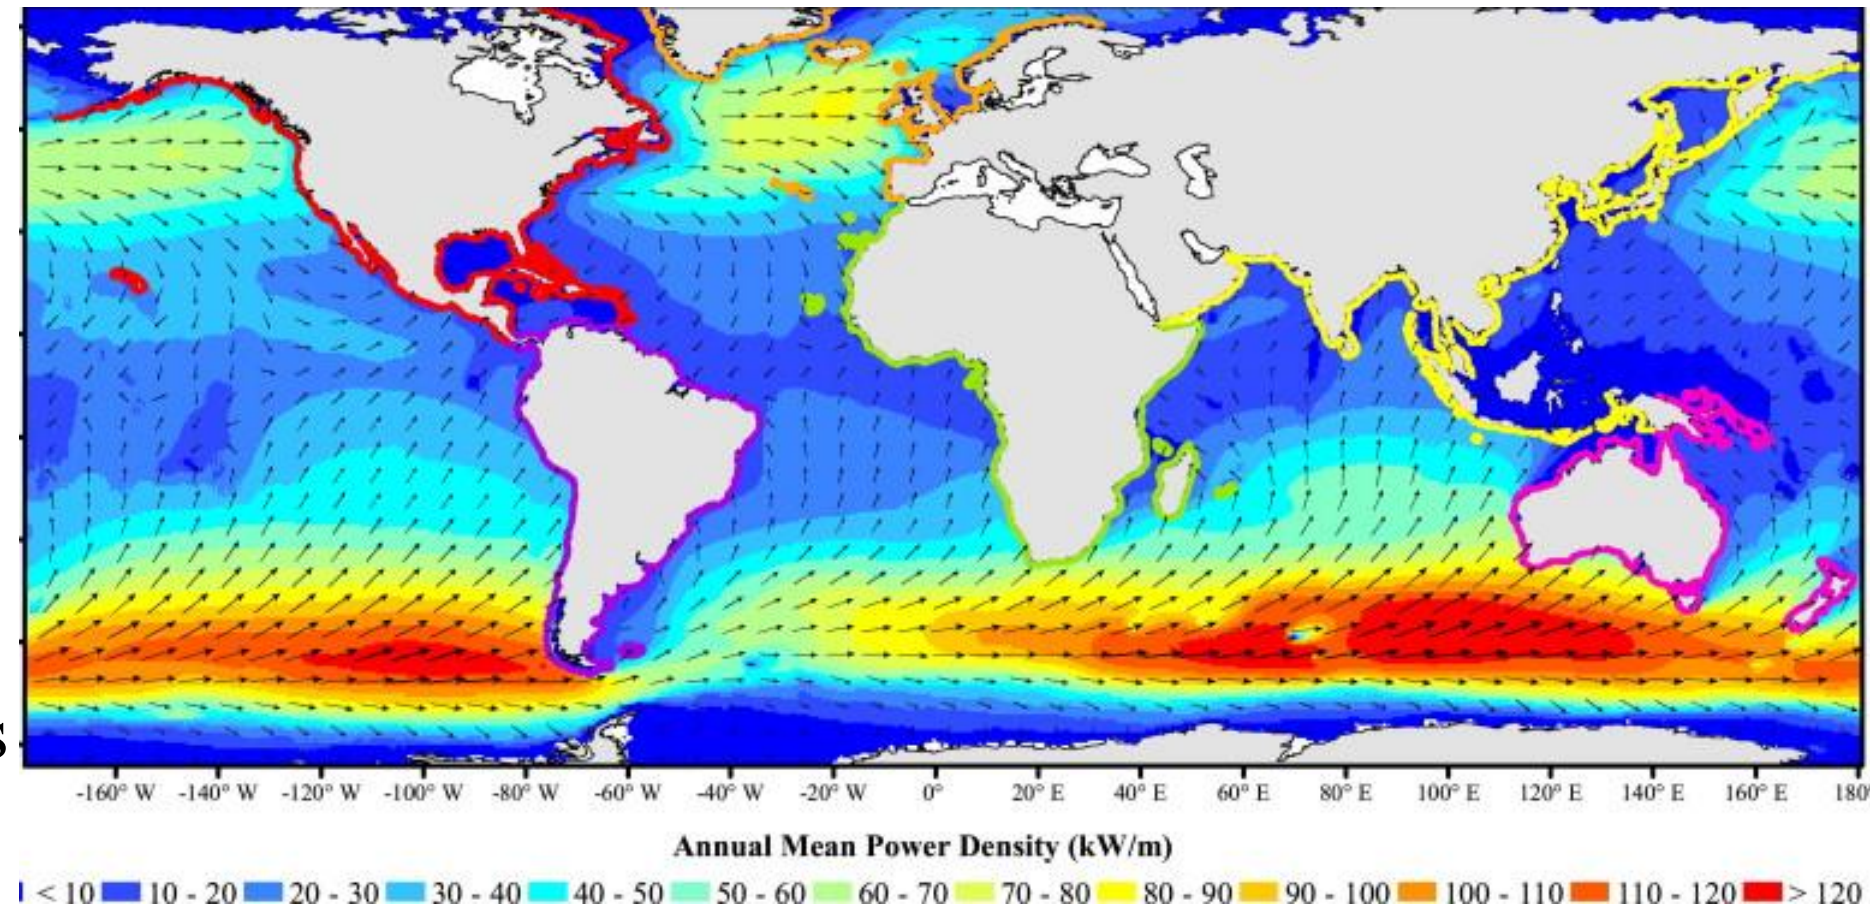 S
-160° W -140° W -120° W -100° W -80° W -60° W -40° W -20° W 0° 20° E 40° E 60° E 80° E 100° E 120° E 140° E 160° E 180°
Annual Mean Power Density (kW/m)
< 10 10 - 20 20 - 30 30 - 40 40 - 50 50 - 60 60 - 70 70 - 80 80 - 90 90 - 100 100 - 110 110 - 120 > 120